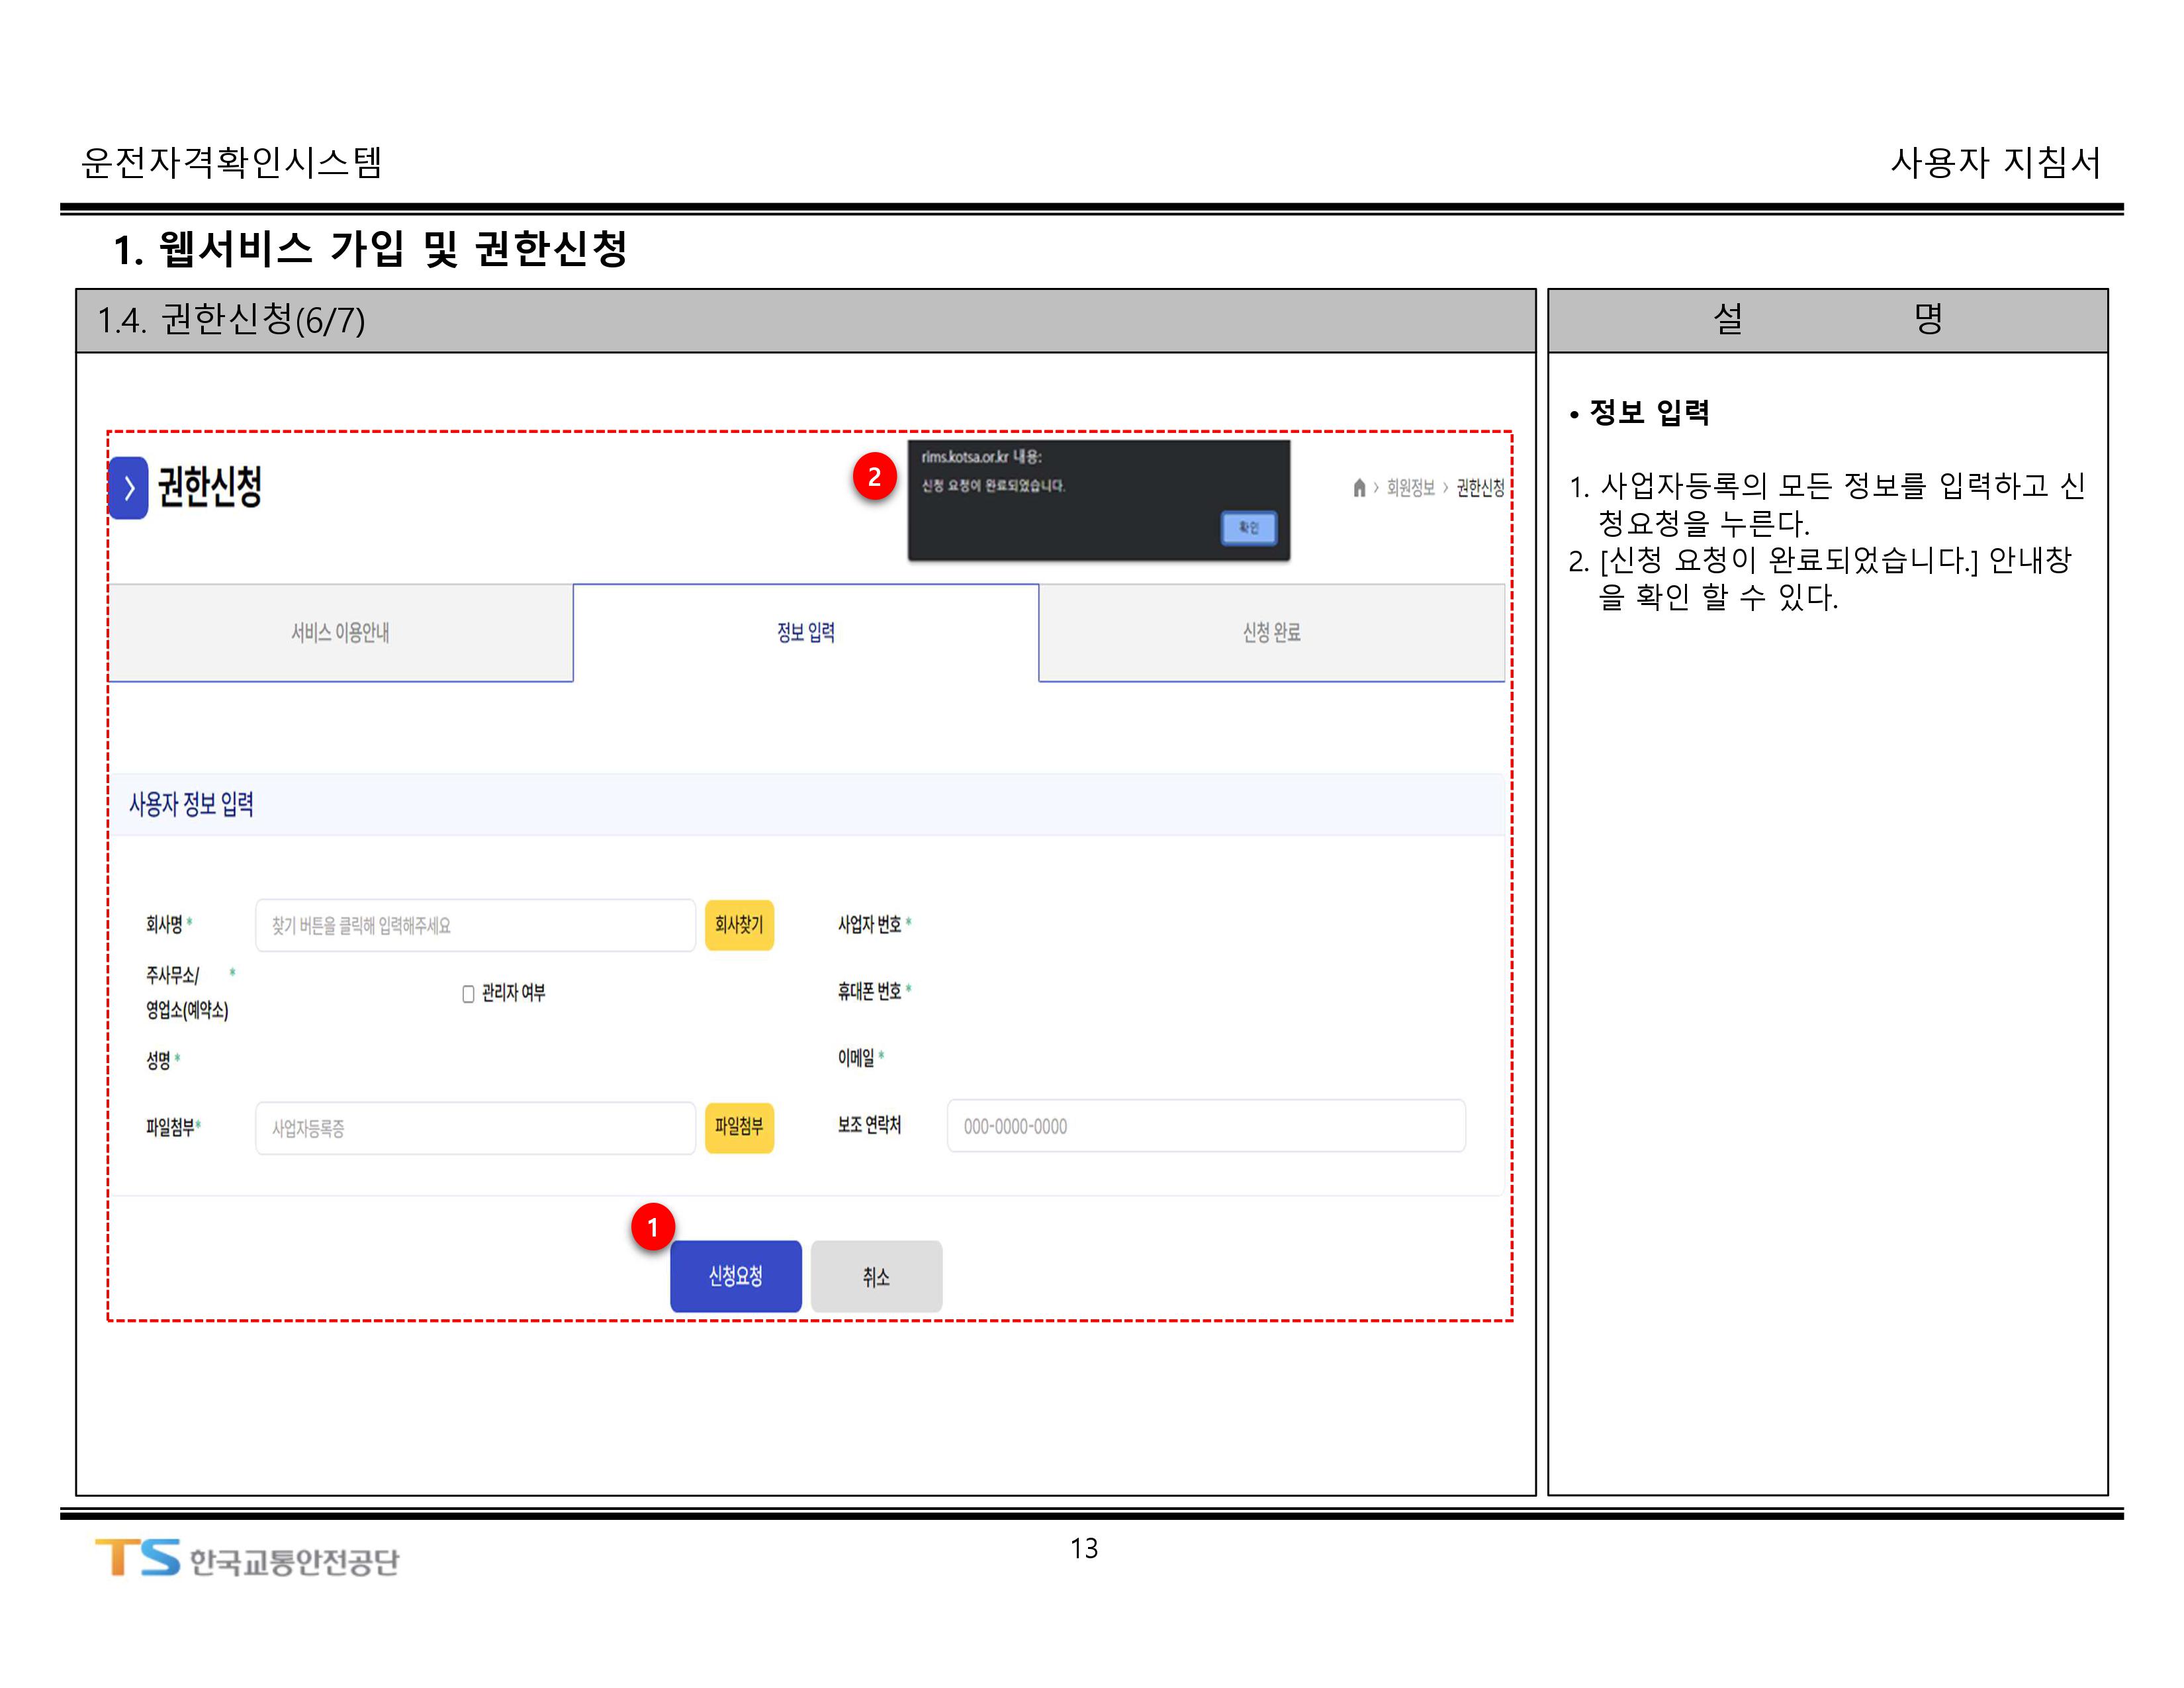 운전자격확인시스템
사용자 지침서
1. 웹서비스 가입 및 권한신청
1.4. 권한신청(6/7)
설 명
권한신청
2
rims.kotsa.or.kr 내용:
신청 요청이 완료되었습니다.
확인
> 회원정보 > 권한신청
서비스 이용안내
정보 입력
신청 완료
사용자 정보 입력
회사명 *
찾기 버튼을 클릭해 입력해주세요
회사찾기
사업자 번호 *
주사무소/ *
영업소(예약소)
관리자 여부
휴대폰 번호 *
성명 *
이메일 *
파일첨부*
사업자등록증
파일첨부
보조 연락처
000-0000-0000
1
신청요청
취소
• 정보 입력
1. 사업자등록의 모든 정보를 입력하고 신
청요청을 누른다.
2. [신청 요청이 완료되었습니다.] 안내창
을 확인 할 수 있다.
TS 한국교통안전공단
13